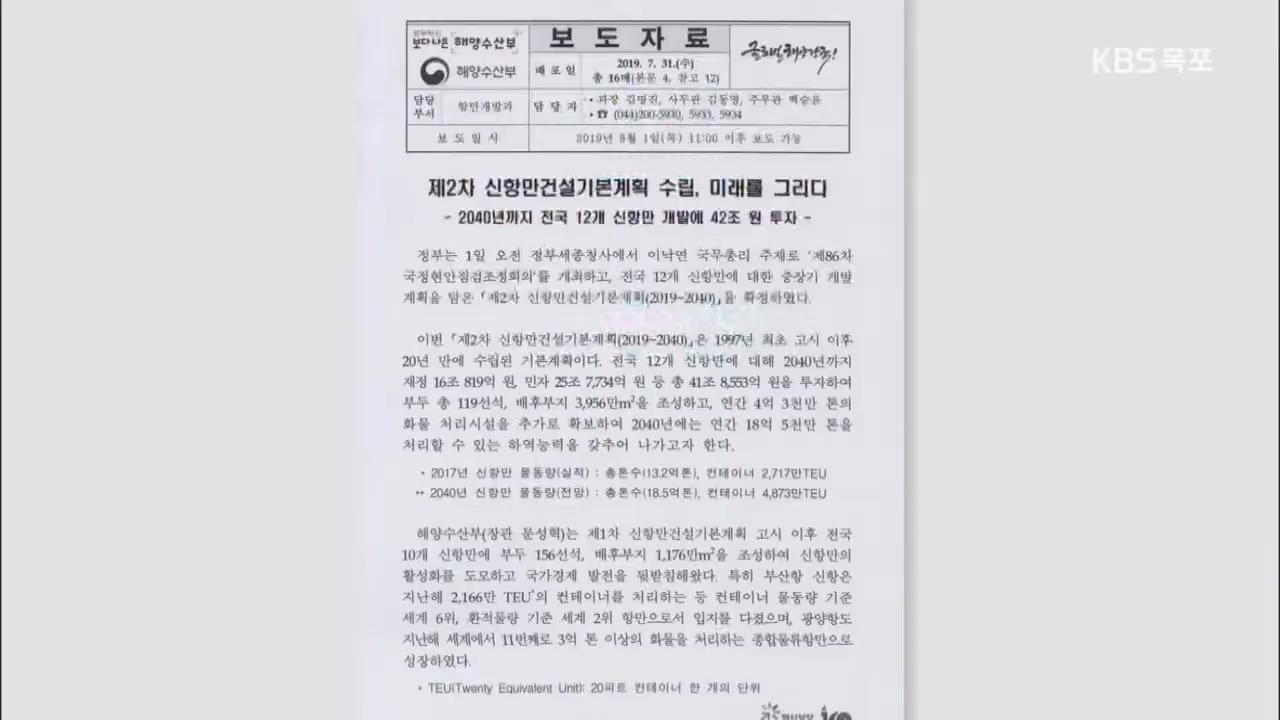 KBS목포
보다나은 해양수산부
보 도 자 료
해양수산부
배 포 일
2019. 7. 31.(수)
총 16매(본문 4, 참고 12)
담당
부서
항만개발과
담 당 자
• 과장 김명진, 사무관 김동영, 주무관 백승윤
• ☎ (044)200-5930, 5933, 5934
보 도 일 시
2019년 8월 1일(목) 11:00 이후 보도 가능
제2차 신항만건설기본계획 수립, 미래를 그리다
- 2040년까지 전국 12개 신항만 개발에 42조 원 투자 -
정부는 1일 오전 정부세종청사에서 이낙연 국무총리 주재로 ‘제86차
국정현안점검조정회의’를 개최하고, 전국 12개 신항만에 대한 중장기 개발
계획을 담은 「제2차 신항만건설기본계획(2019~2040)」을 확정하였다.
이번 「제2차 신항만건설기본계획(2019~2040)」은 1997년 최초 고시 이후
20년 만에 수립된 기본계획이다. 전국 12개 신항만에 대해 2040년까지
재정 16조 819억 원, 민자 25조 7,734억 원 등 총 41조 8,553억 원을 투자하여
부두 총 119선석, 배후부지 3,956만㎡을 조성하고, 연간 4억 3천만 톤의
화물 처리시설을 추가로 확보하여 2040년에는 연간 18억 5천만 톤을
처리할 수 있는 하역능력을 갖추어 나가고자 한다.
* 2017년 신항만 물동량(실적) : 총톤수(13.2억톤), 컨테이너 2,717만TEU
** 2040년 신항만 물동량(전망) : 총톤수(18.5억톤), 컨테이너 4,873만TEU
해양수산부(장관 문성혁)는 제1차 신항만건설기본계획 고시 이후 전국
10개 신항만에 부두 156선석, 배후부지 1,176만㎡을 조성하여 신항만의
활성화를 도모하고 국가경제 발전을 뒷받침해왔다. 특히 부산항 신항은
지난해 2,166만 TEU*의 컨테이너를 처리하는 등 컨테이너 물동량 기준
세계 6위, 환적물량 기준 세계 2위 항만으로서 입지를 다졌으며, 광양항도
지난해 세계에서 11번째로 3억 톤 이상의 화물을 처리하는 종합물류항만으로
성장하였다.
* TEU(Twenty Equivalent Unit): 20피트 컨테이너 한 개의 단위